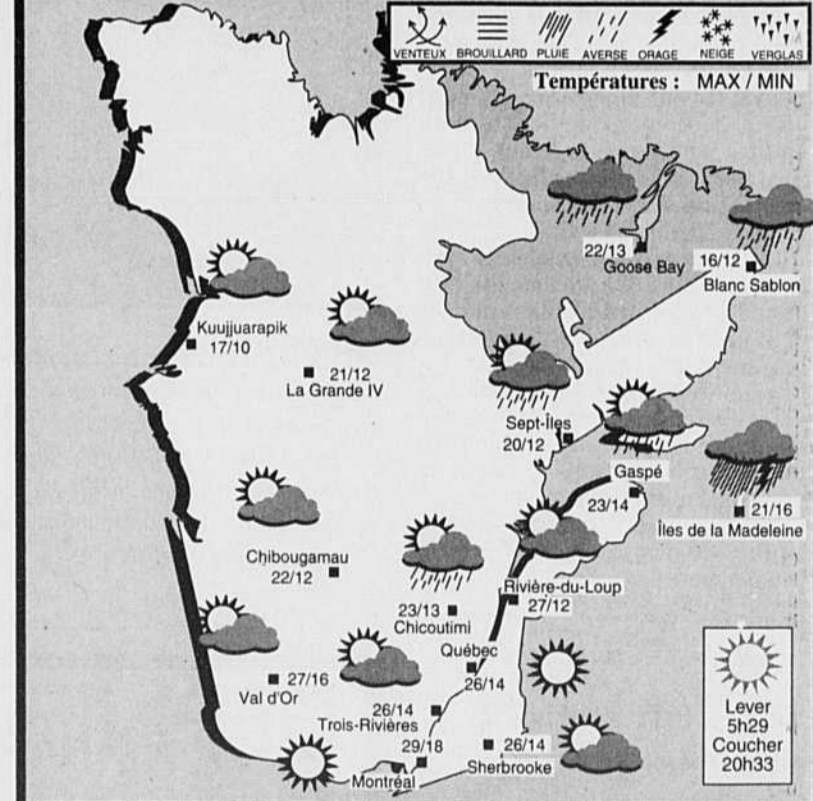 VENTEUX BROUILLARD PLUIE AVERSE ORAGE NEIGE VERGLAS
Températures : MAX / MIN
22/13
Goose Bay
16/12
Blanc Sablon
Kuujjuarapik
17/10
21/12
La Grande IV
Sept-Îles
20/12
Gaspé
23/14
21/16
Îles de la Madeleine
Chibougamau
22/12
23/13
Chicoutimi
Rivière-du-Loup
27/12
Québec
26/14
27/16
Val d'Or
26/14
Trois-Rivières
29/18
Montréal
26/14
Sherbrooke
Lever
5h29
Coucher
20h33